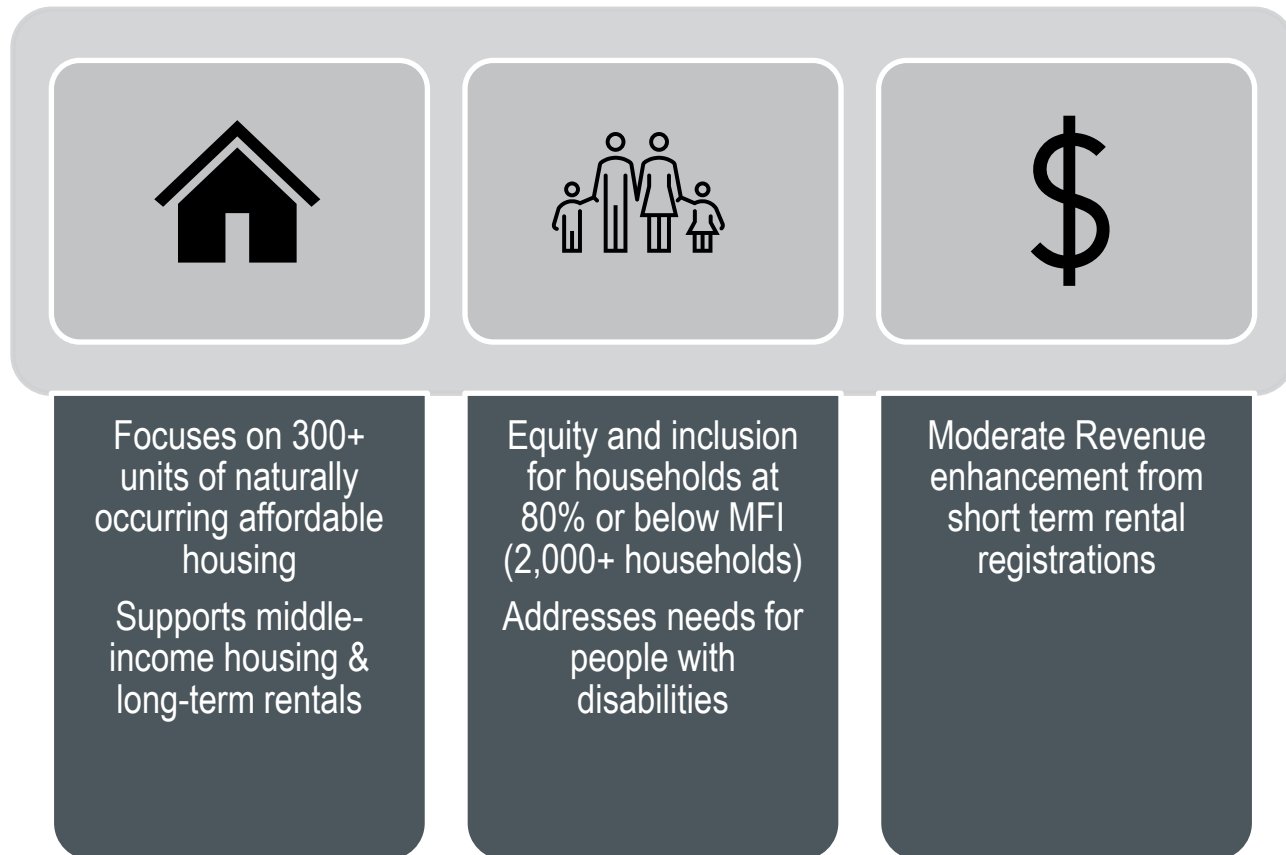 Focuses on 300+
units of naturally
occurring affordable
housing
Supports middle-
income housing &
long-term rentals
Equity and inclusion
for households at
80% or below MFI
(2,000+ households)
Addresses needs for
people with
disabilities
Moderate Revenue
enhancement from
short term rental
registrations